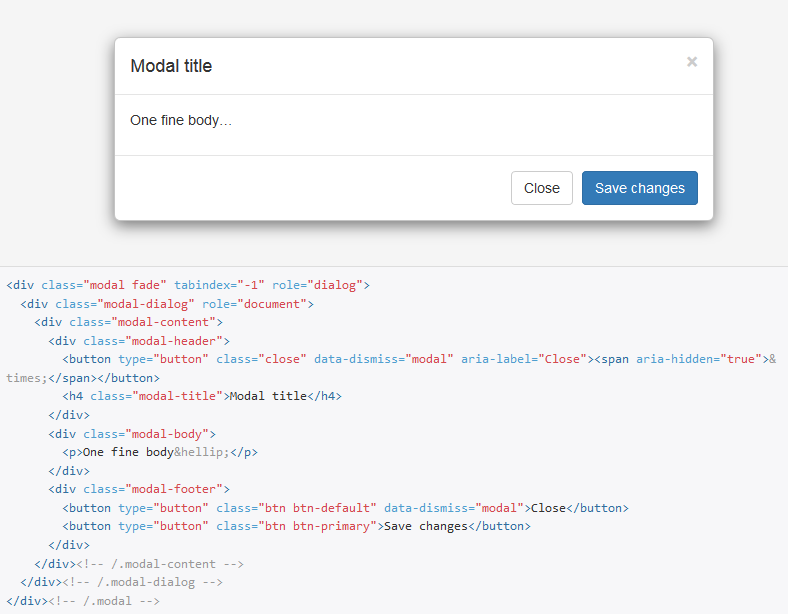 Modal title ×
One fine body…
Close Save changes
<div class="modal fade" tabindex="-1" role="dialog">
  <div class="modal-dialog" role="document">
    <div class="modal-content">
      <div class="modal-header">
        <button type="button" class="close" data-dismiss="modal" aria-label="Close"><span aria-hidden="true">&
times;</span></button>
        <h4 class="modal-title">Modal title</h4>
      </div>
      <div class="modal-body">
        <p>One fine body&hellip;</p>
      </div>
      <div class="modal-footer">
        <button type="button" class="btn btn-default" data-dismiss="modal">Close</button>
        <button type="button" class="btn btn-primary">Save changes</button>
      </div>
    </div><!-- /.modal-content -->
  </div><!-- /.modal-dialog -->
</div><!-- /.modal -->